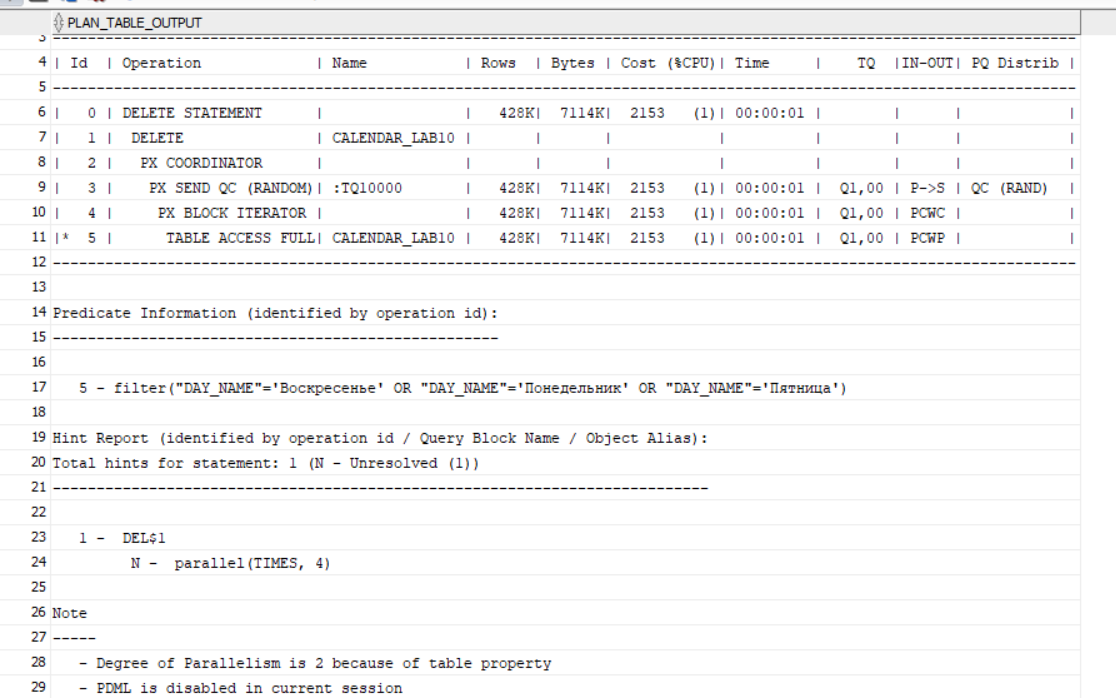 PLAN_TABLE_OUTPUT
3 ------------------------------------------------------------------------------------------------------------------------
4 | Id  | Operation               | Name           | Rows  | Bytes | Cost (%CPU)| Time     |    TQ  |IN-OUT| PQ Distrib |
5 ------------------------------------------------------------------------------------------------------------------------
6 |   0 | DELETE STATEMENT        |                |   428K|  7114K|  2153   (1)| 00:00:01 |        |      |            |
7 |   1 |  DELETE                 | CALENDAR_LAB10 |       |       |            |          |        |      |            |
8 |   2 |   PX COORDINATOR        |                |       |       |            |          |        |      |            |
9 |   3 |    PX SEND QC (RANDOM)| :TQ10000       |   428K|  7114K|  2153   (1)| 00:00:01 |  Q1,00 | P->S | QC (RAND)  |
10 |   4 |     PX BLOCK ITERATOR |                |   428K|  7114K|  2153   (1)| 00:00:01 |  Q1,00 | PCWC |            |
11 |*  5 |      TABLE ACCESS FULL| CALENDAR_LAB10 |   428K|  7114K|  2153   (1)| 00:00:01 |  Q1,00 | PCWP |            |
12 ------------------------------------------------------------------------------------------------------------------------
13
14 Predicate Information (identified by operation id):
15 ---------------------------------------------------
16
17    5 - filter("DAY_NAME"='Воскресенье' OR "DAY_NAME"='Понедельник' OR "DAY_NAME"='Пятница')
18
19 Hint Report (identified by operation id / Query Block Name / Object Alias):
20 Total hints for statement: 1 (N - Unresolved (1))
21 ---------------------------------------------------------------------------
22
23    1 -  DEL$1
24          N -  parallel(TIMES, 4)
25
26 Note
27 -----
28    - Degree of Parallelism is 2 because of table property
29    - PDML is disabled in current session